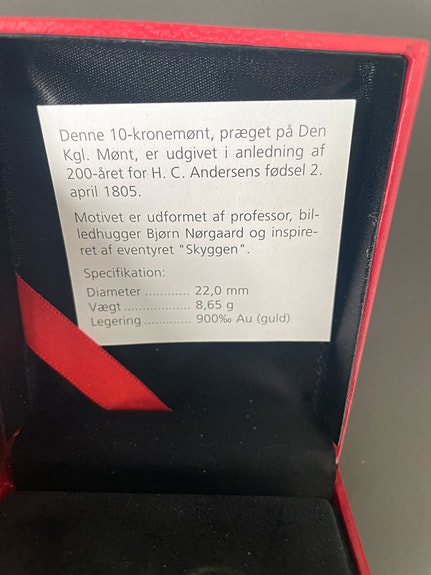 Denne 10-kronemønt, præget på Den
Kgl. Mønt, er udgivet i anledning af
200-året for H. C. Andersens fødsel 2.
april 1805.
Motivet er udformet af professor, bil-
ledhugger Bjørn Nørgaard og inspire-
ret af eventyret "Skyggen".
Specifikation:
Diameter ............ 22,0 mm
Vægt .................. 8,65 g
Legering ............. 900‰ Au (guld)